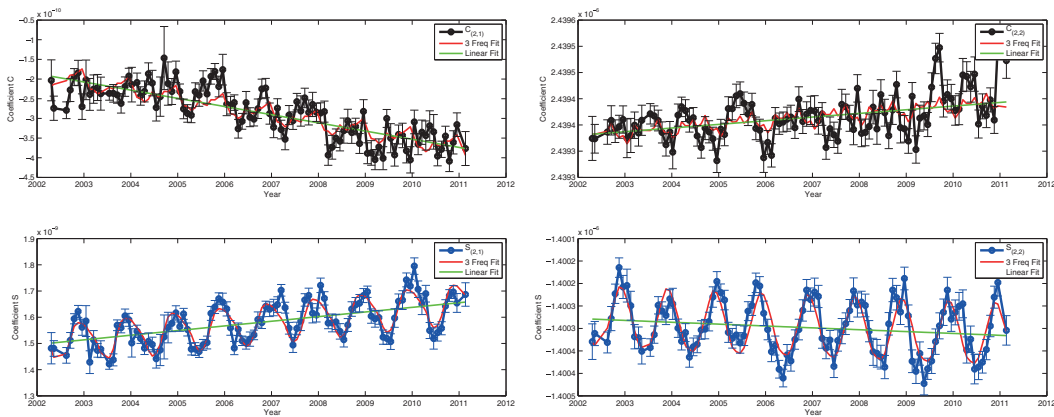 x 10⁻¹⁰
−0.5
−1
−1.5
−2
−2.5
−3
−3.5
−4
−4.5
Coefficient C
C(2,1)
3 Freq Fit
Linear Fit
2002 2003 2004 2005 2006 2007 2008 2009 2010 2011 2012
Year
x 10⁻⁶
2.4396
2.4395
2.4395
2.4394
2.4394
2.4393
2.4393
Coefficient C
C(2,2)
3 Freq Fit
Linear Fit
2002 2003 2004 2005 2006 2007 2008 2009 2010 2011 2012
Year
x 10⁻⁹
1.9
1.8
1.7
1.6
1.5
1.4
1.3
Coefficient S
S(2,1)
3 Freq Fit
Linear Fit
2002 2003 2004 2005 2006 2007 2008 2009 2010 2011 2012
Year
x 10⁻⁶
−1.4001
−1.4002
−1.4002
−1.4003
−1.4003
−1.4004
−1.4004
−1.4005
Coefficient S
S(2,2)
3 Freq Fit
Linear Fit
2002 2003 2004 2005 2006 2007 2008 2009 2010 2011 2012
Year